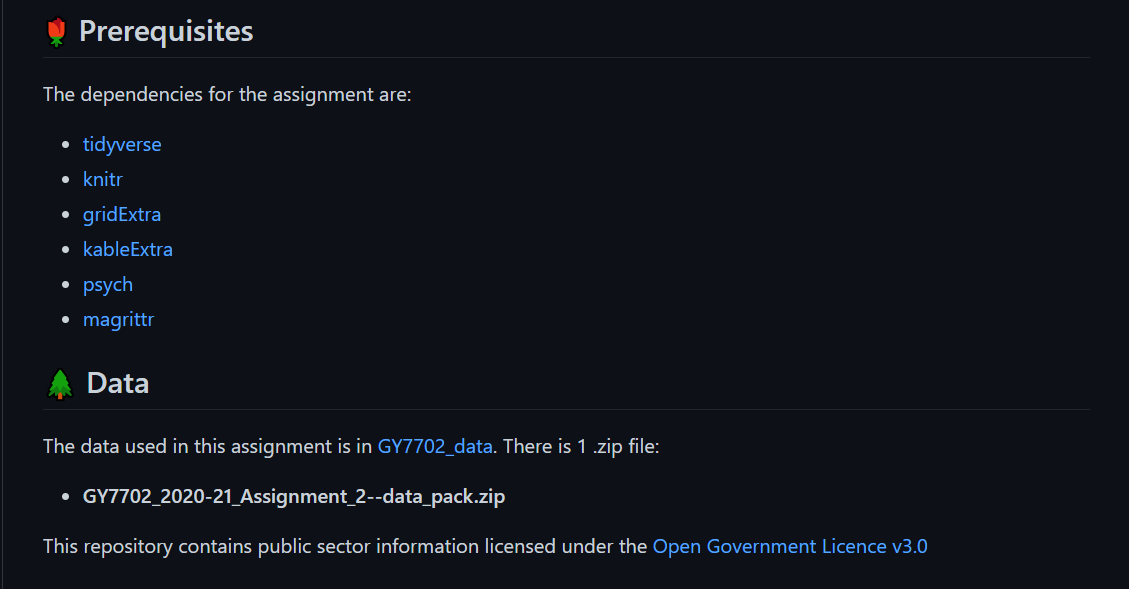 Prerequisites
The dependencies for the assignment are:
tidyverse
knitr
gridExtra
kableExtra
psych
magrittr
Data
The data used in this assignment is in GY7702_data. There is 1 .zip file:
GY7702_2020-21_Assignment_2--data_pack.zip
This repository contains public sector information licensed under the Open Government Licence v3.0